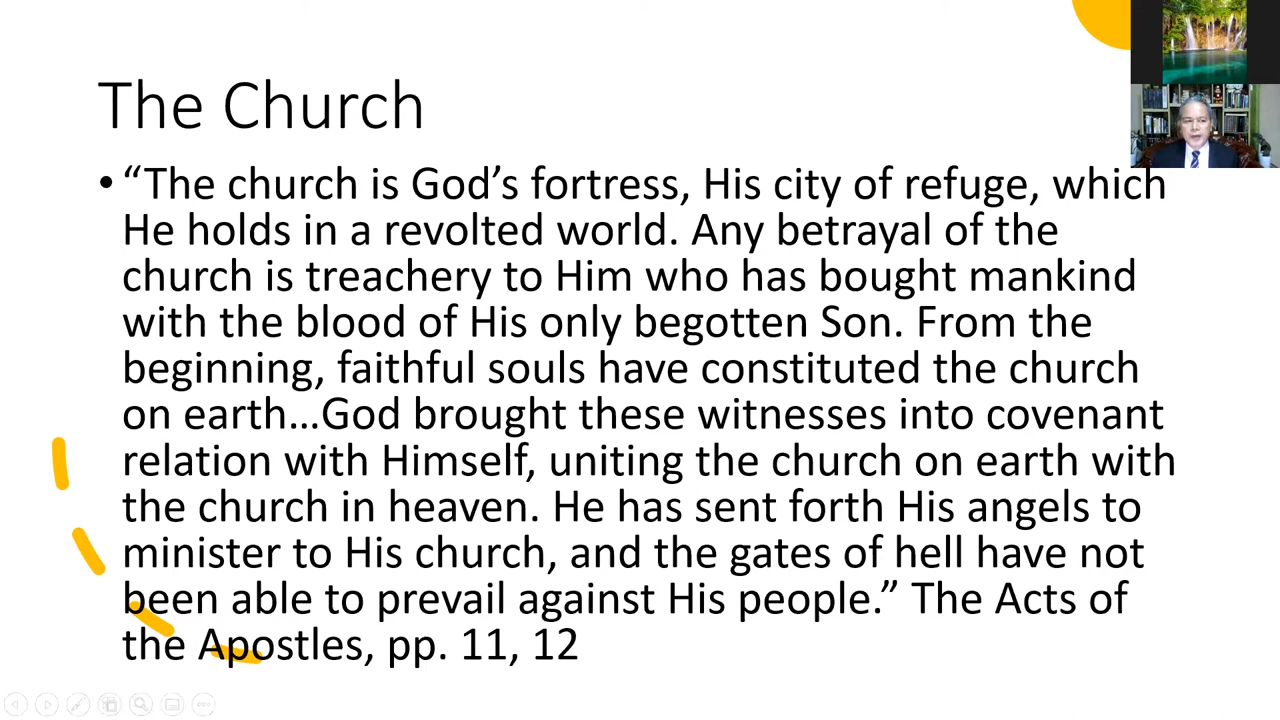 The Church
• “The church is God’s fortress, His city of refuge, which
He holds in a revolted world. Any betrayal of the
church is treachery to Him who has bought mankind
with the blood of His only begotten Son. From the
beginning, faithful souls have constituted the church
on earth…God brought these witnesses into covenant
relation with Himself, uniting the church on earth with
the church in heaven. He has sent forth His angels to
minister to His church, and the gates of hell have not
been able to prevail against His people.” The Acts of
the Apostles, pp. 11, 12